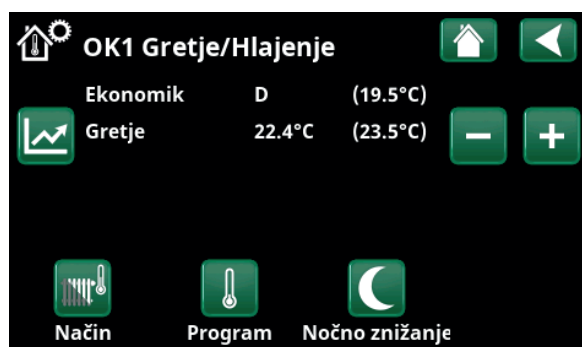 OK1 Gretje/Hlajenje
Ekonomik D (19.5°C)
Gretje 22.4°C (23.5°C)
Način Program Nočno znižanje